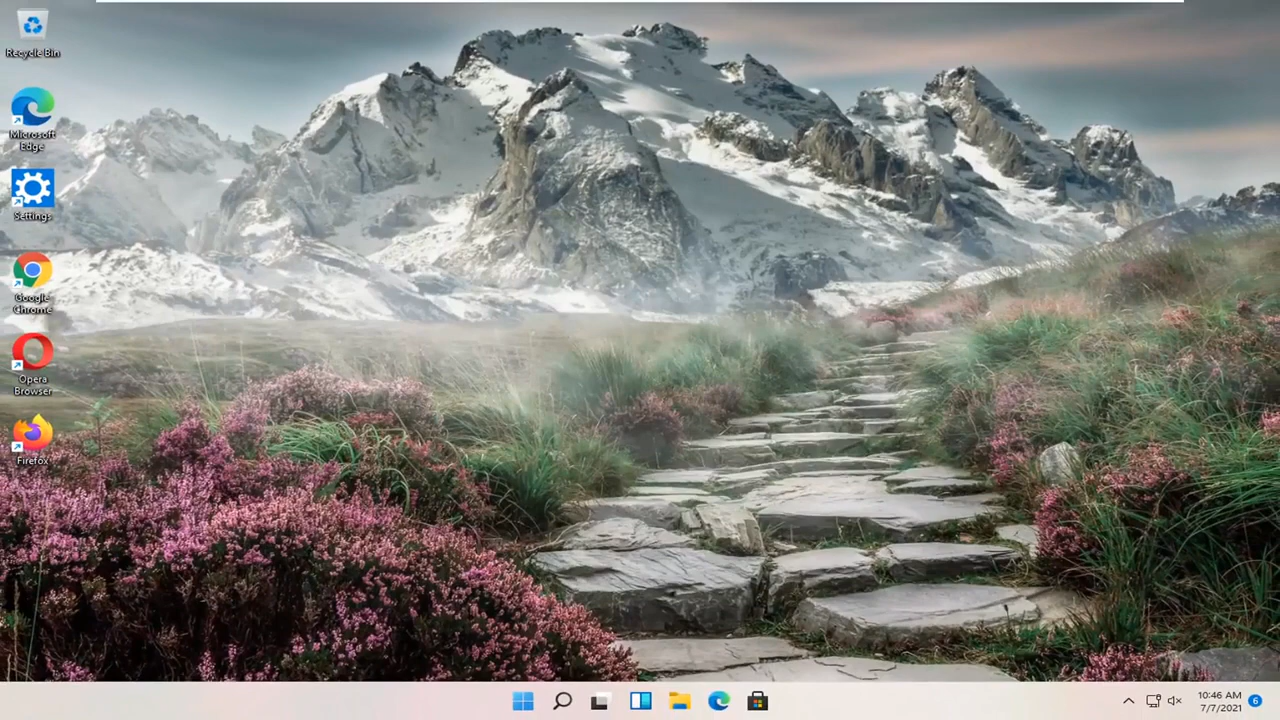 Recycle Bin
Microsoft
Edge
Settings
Google
Chrome
Opera
Browser
Firefox
10:46 AM
7/7/2021
6